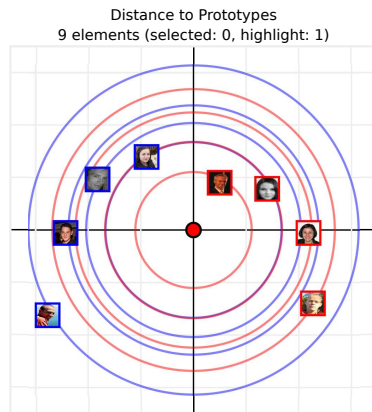 Distance to Prototypes
9 elements (selected: 0, highlight: 1)